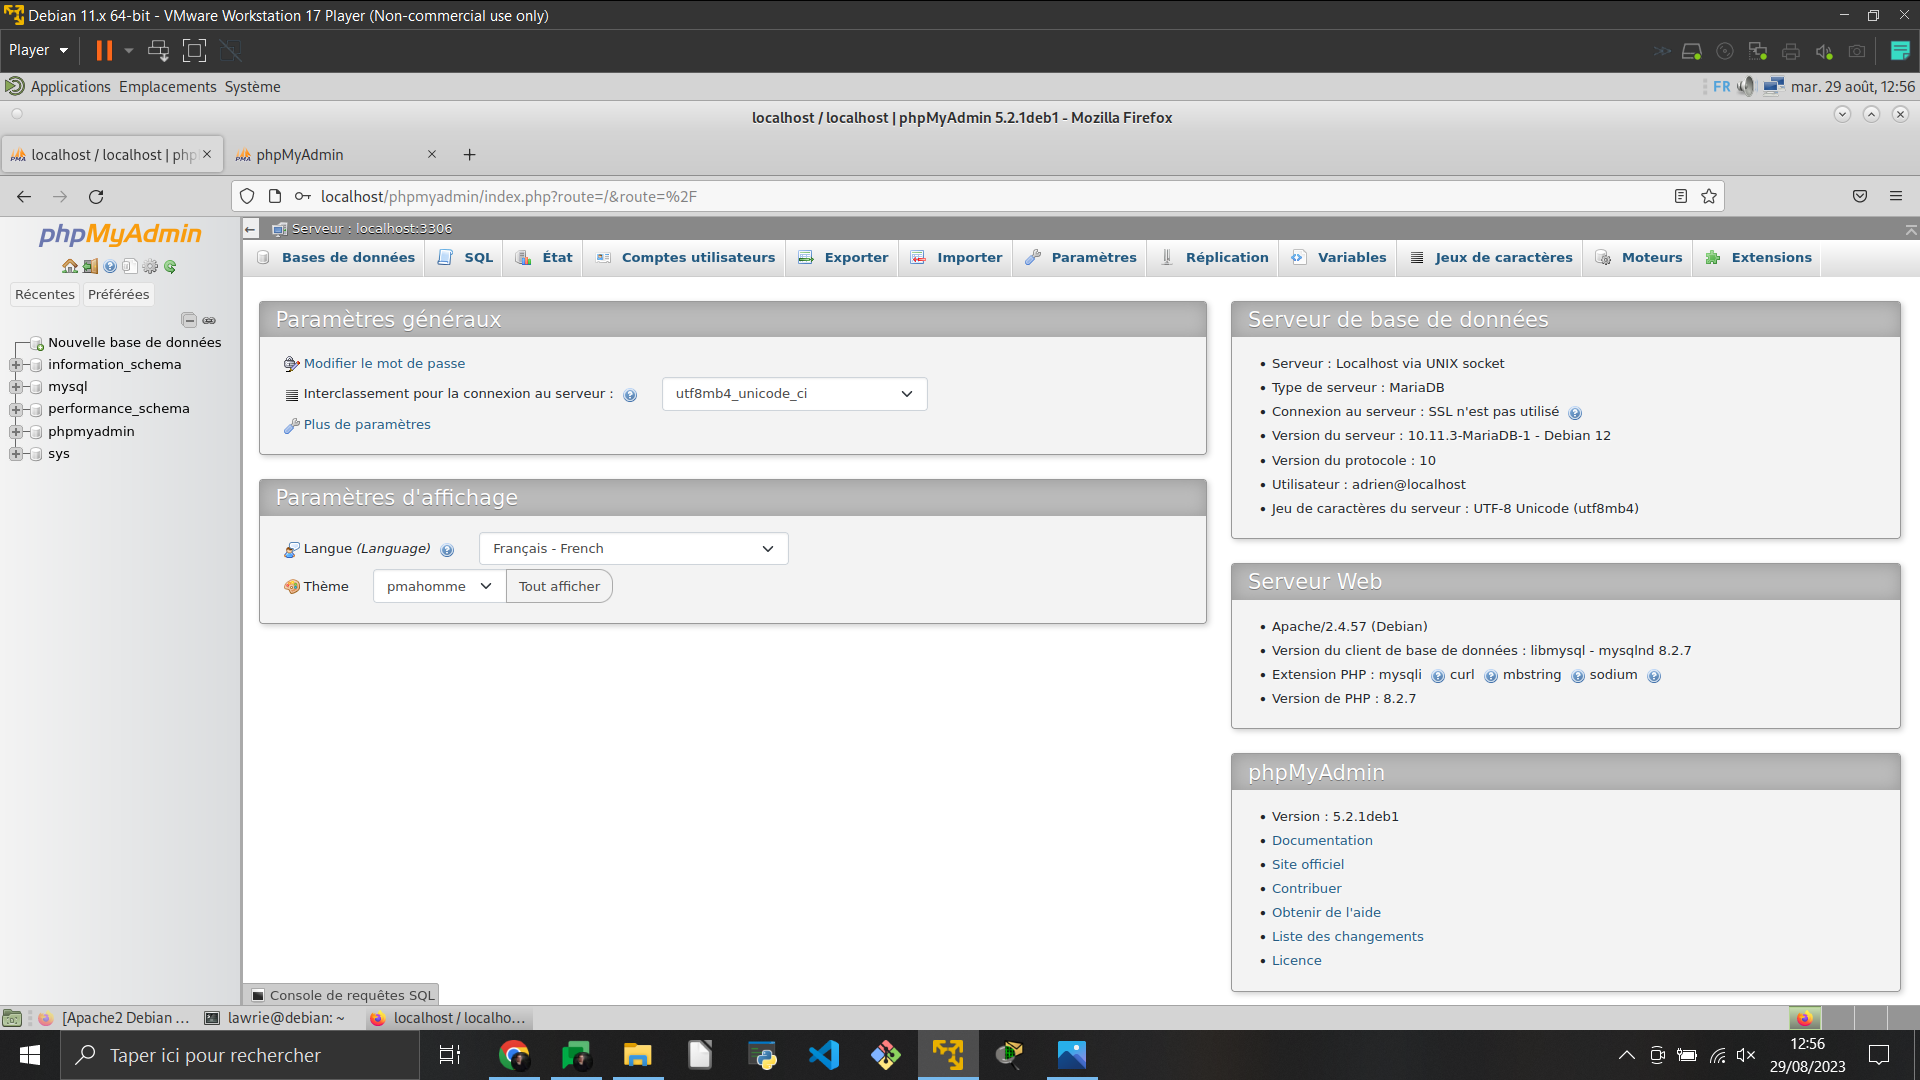 Debian 11.x 64-bit - VMware Workstation 17 Player (Non-commercial use only)
Player
Applications Emplacements Système
FR mar. 29 août, 12:56
localhost / localhost | phpMyAdmin 5.2.1deb1 - Mozilla Firefox
localhost / localhost | php
phpMyAdmin
localhost/phpmyadmin/index.php?route=/&route=%2F
phpMyAdmin
Récentes Préférées
Nouvelle base de données
information_schema
mysql
performance_schema
phpmyadmin
sys
Serveur : localhost:3306
Bases de données SQL État Comptes utilisateurs Exporter Importer Paramètres Réplication Variables Jeux de caractères Moteurs Extensions
Paramètres généraux
Modifier le mot de passe
Interclassement pour la connexion au serveur : utf8mb4_unicode_ci
Plus de paramètres
Paramètres d'affichage
Langue (Language) Français - French
Thème pmahomme Tout afficher
Serveur de base de données
• Serveur : Localhost via UNIX socket
• Type de serveur : MariaDB
• Connexion au serveur : SSL n'est pas utilisé
• Version du serveur : 10.11.3-MariaDB-1 - Debian 12
• Version du protocole : 10
• Utilisateur : adrien@localhost
• Jeu de caractères du serveur : UTF-8 Unicode (utf8mb4)
Serveur Web
• Apache/2.4.57 (Debian)
• Version du client de base de données : libmysql - mysqlnd 8.2.7
• Extension PHP : mysqli curl mbstring sodium
• Version de PHP : 8.2.7
phpMyAdmin
• Version : 5.2.1deb1
• Documentation
• Site officiel
• Contribuer
• Obtenir de l'aide
• Liste des changements
• Licence
Console de requêtes SQL
[Apache2 Debian ... lawrie@debian: ~ localhost / localho...
Taper ici pour rechercher
12:56
29/08/2023